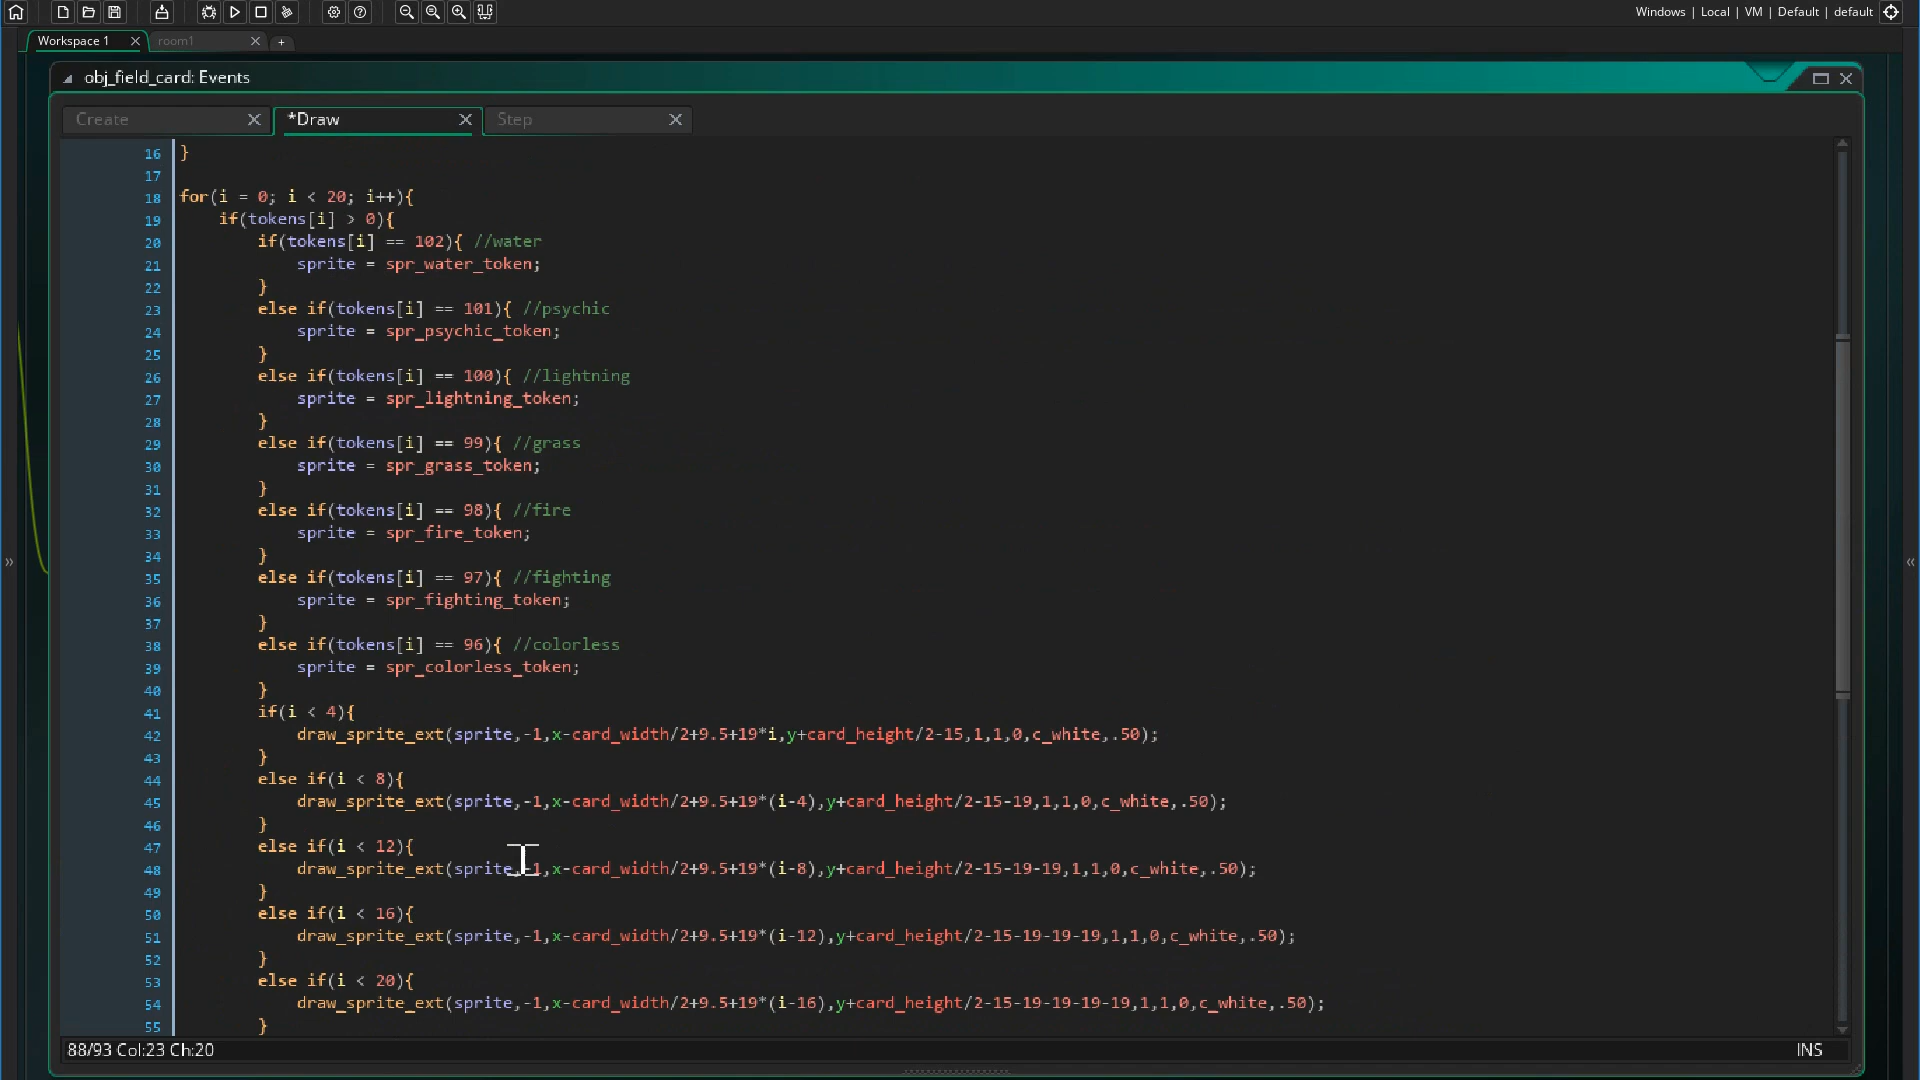 Windows | Local | VM | Default | default
Workspace 1
room1
obj_field_card: Events
Create
*Draw
Step
16 }
17
18 for(i = 0; i < 20; i++){
19 if(tokens[i] > 0){
20 if(tokens[i] == 102){ //water
21 sprite = spr_water_token;
22 }
23 else if(tokens[i] == 101){ //psychic
24 sprite = spr_psychic_token;
25 }
26 else if(tokens[i] == 100){ //lightning
27 sprite = spr_lightning_token;
28 }
29 else if(tokens[i] == 99){ //grass
30 sprite = spr_grass_token;
31 }
32 else if(tokens[i] == 98){ //fire
33 sprite = spr_fire_token;
34 }
35 else if(tokens[i] == 97){ //fighting
36 sprite = spr_fighting_token;
37 }
38 else if(tokens[i] == 96){ //colorless
39 sprite = spr_colorless_token;
40 }
41 if(i < 4){
42 draw_sprite_ext(sprite,-1,x-card_width/2+9.5+19*i,y+card_height/2-15,1,1,0,c_white,.50);
43 }
44 else if(i < 8){
45 draw_sprite_ext(sprite,-1,x-card_width/2+9.5+19*(i-4),y+card_height/2-15-19,1,1,0,c_white,.50);
46 }
47 else if(i < 12){
48 draw_sprite_ext(sprite,-1,x-card_width/2+9.5+19*(i-8),y+card_height/2-15-19-19,1,1,0,c_white,.50);
49 }
50 else if(i < 16){
51 draw_sprite_ext(sprite,-1,x-card_width/2+9.5+19*(i-12),y+card_height/2-15-19-19-19,1,1,0,c_white,.50);
52 }
53 else if(i < 20){
54 draw_sprite_ext(sprite,-1,x-card_width/2+9.5+19*(i-16),y+card_height/2-15-19-19-19-19,1,1,0,c_white,.50);
55 }
88/93 Col:23 Ch:20
INS